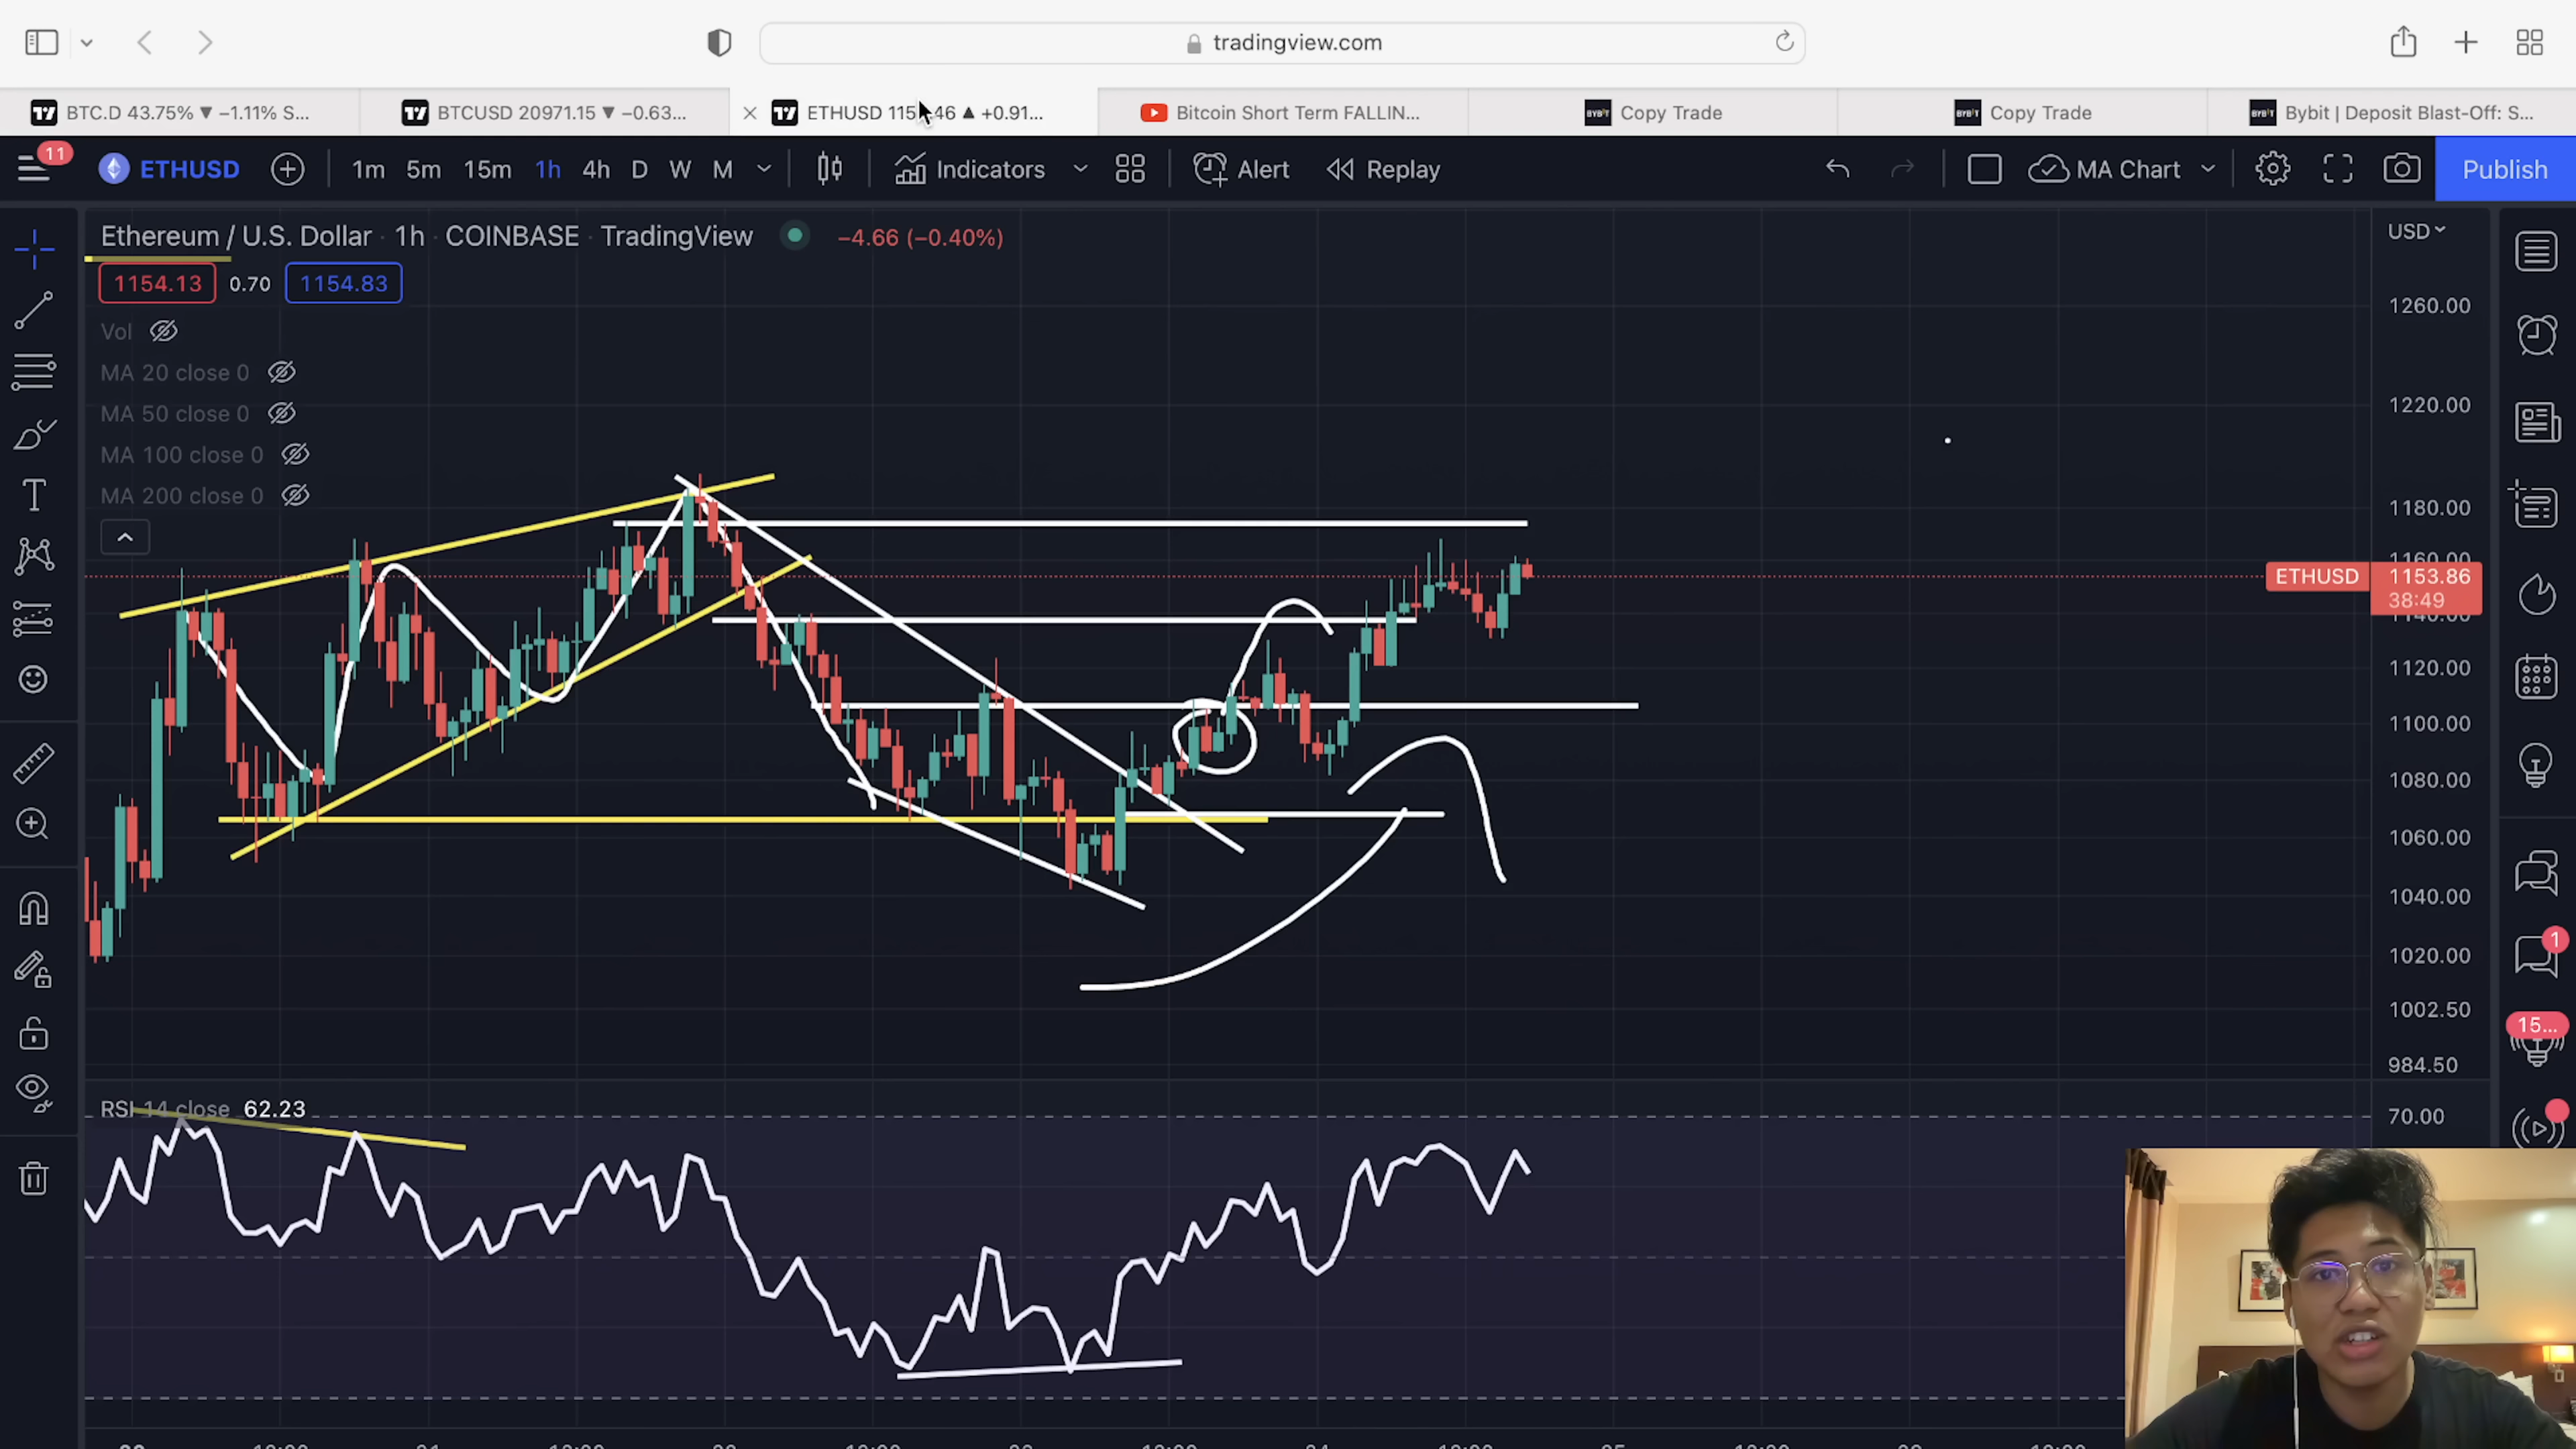 tradingview.com
BTC.D 43.75% ▼ −1.11% S...
BTCUSD 20971.15 ▼ −0.63...
46 ▲ +0.91...
Bitcoin Short Term FALLIN...
Copy Trade
Copy Trade
Bybit | Deposit Blast-Off: S...
11
ETHUSD
1m 5m 15m 1h 4h D W M
Indicators
Alert
Replay
MA Chart
Publish
Ethereum / U.S. Dollar · 1h · COINBASE · TradingView
−4.66 (−0.40%)
USD
1154.13 0.70 1154.83
Vol
MA 20 close 0
MA 50 close 0
MA 100 close 0
MA 200 close 0
1260.00
1220.00
1180.00
1160.00
ETHUSD 1153.86
38:49
1140.00
1120.00
1100.00
1080.00
1060.00
1040.00
1020.00
1002.50
984.50
1
15...
RSI 14 close 62.23
70.00